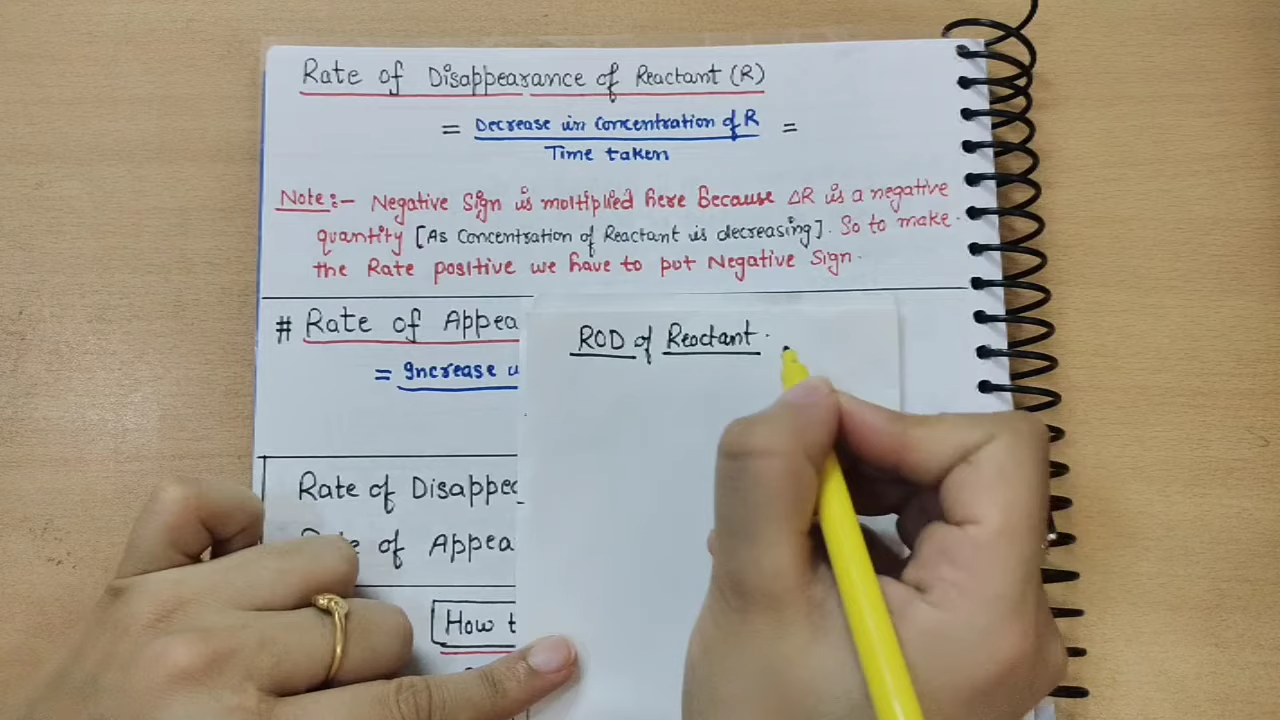 Rate of Disappearance of Reactant (R)
= Decrease in Concentration of R =
Time taken
Note:- Negative Sign is moltiplied here Because ΔR is a negative
quantity [As Concentration of Reactant is decreasing]. So to make
the Rate positive we have to put Negative Sign.
# Rate of Appea
= Increase
ROD of Reactant.
Rate of Disappe
of Appea
How t